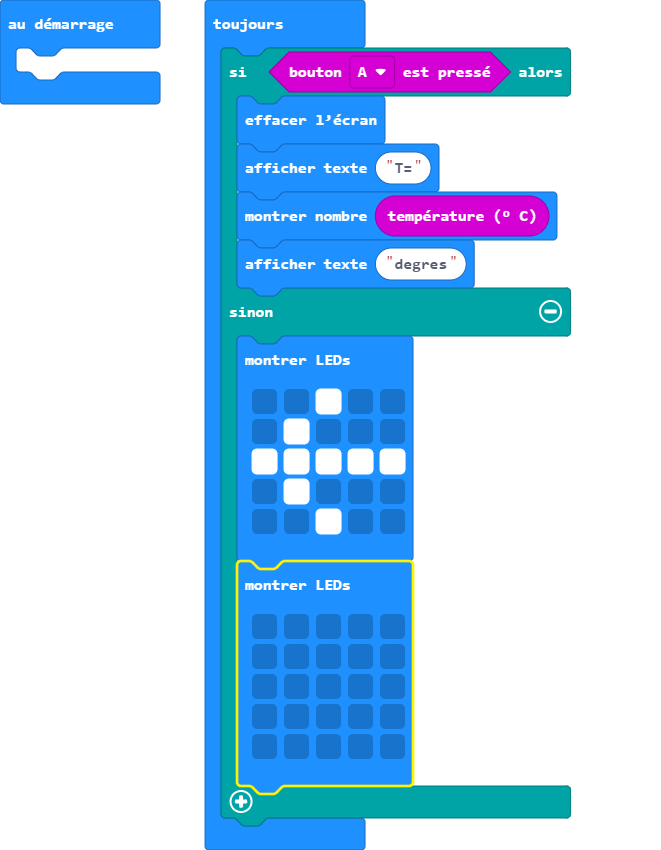 au démarrage
toujours
si bouton A est pressé alors
effacer l’écran
afficher texte "T="
montrer nombre température (º C)
afficher texte "degres"
sinon
montrer LEDs
montrer LEDs